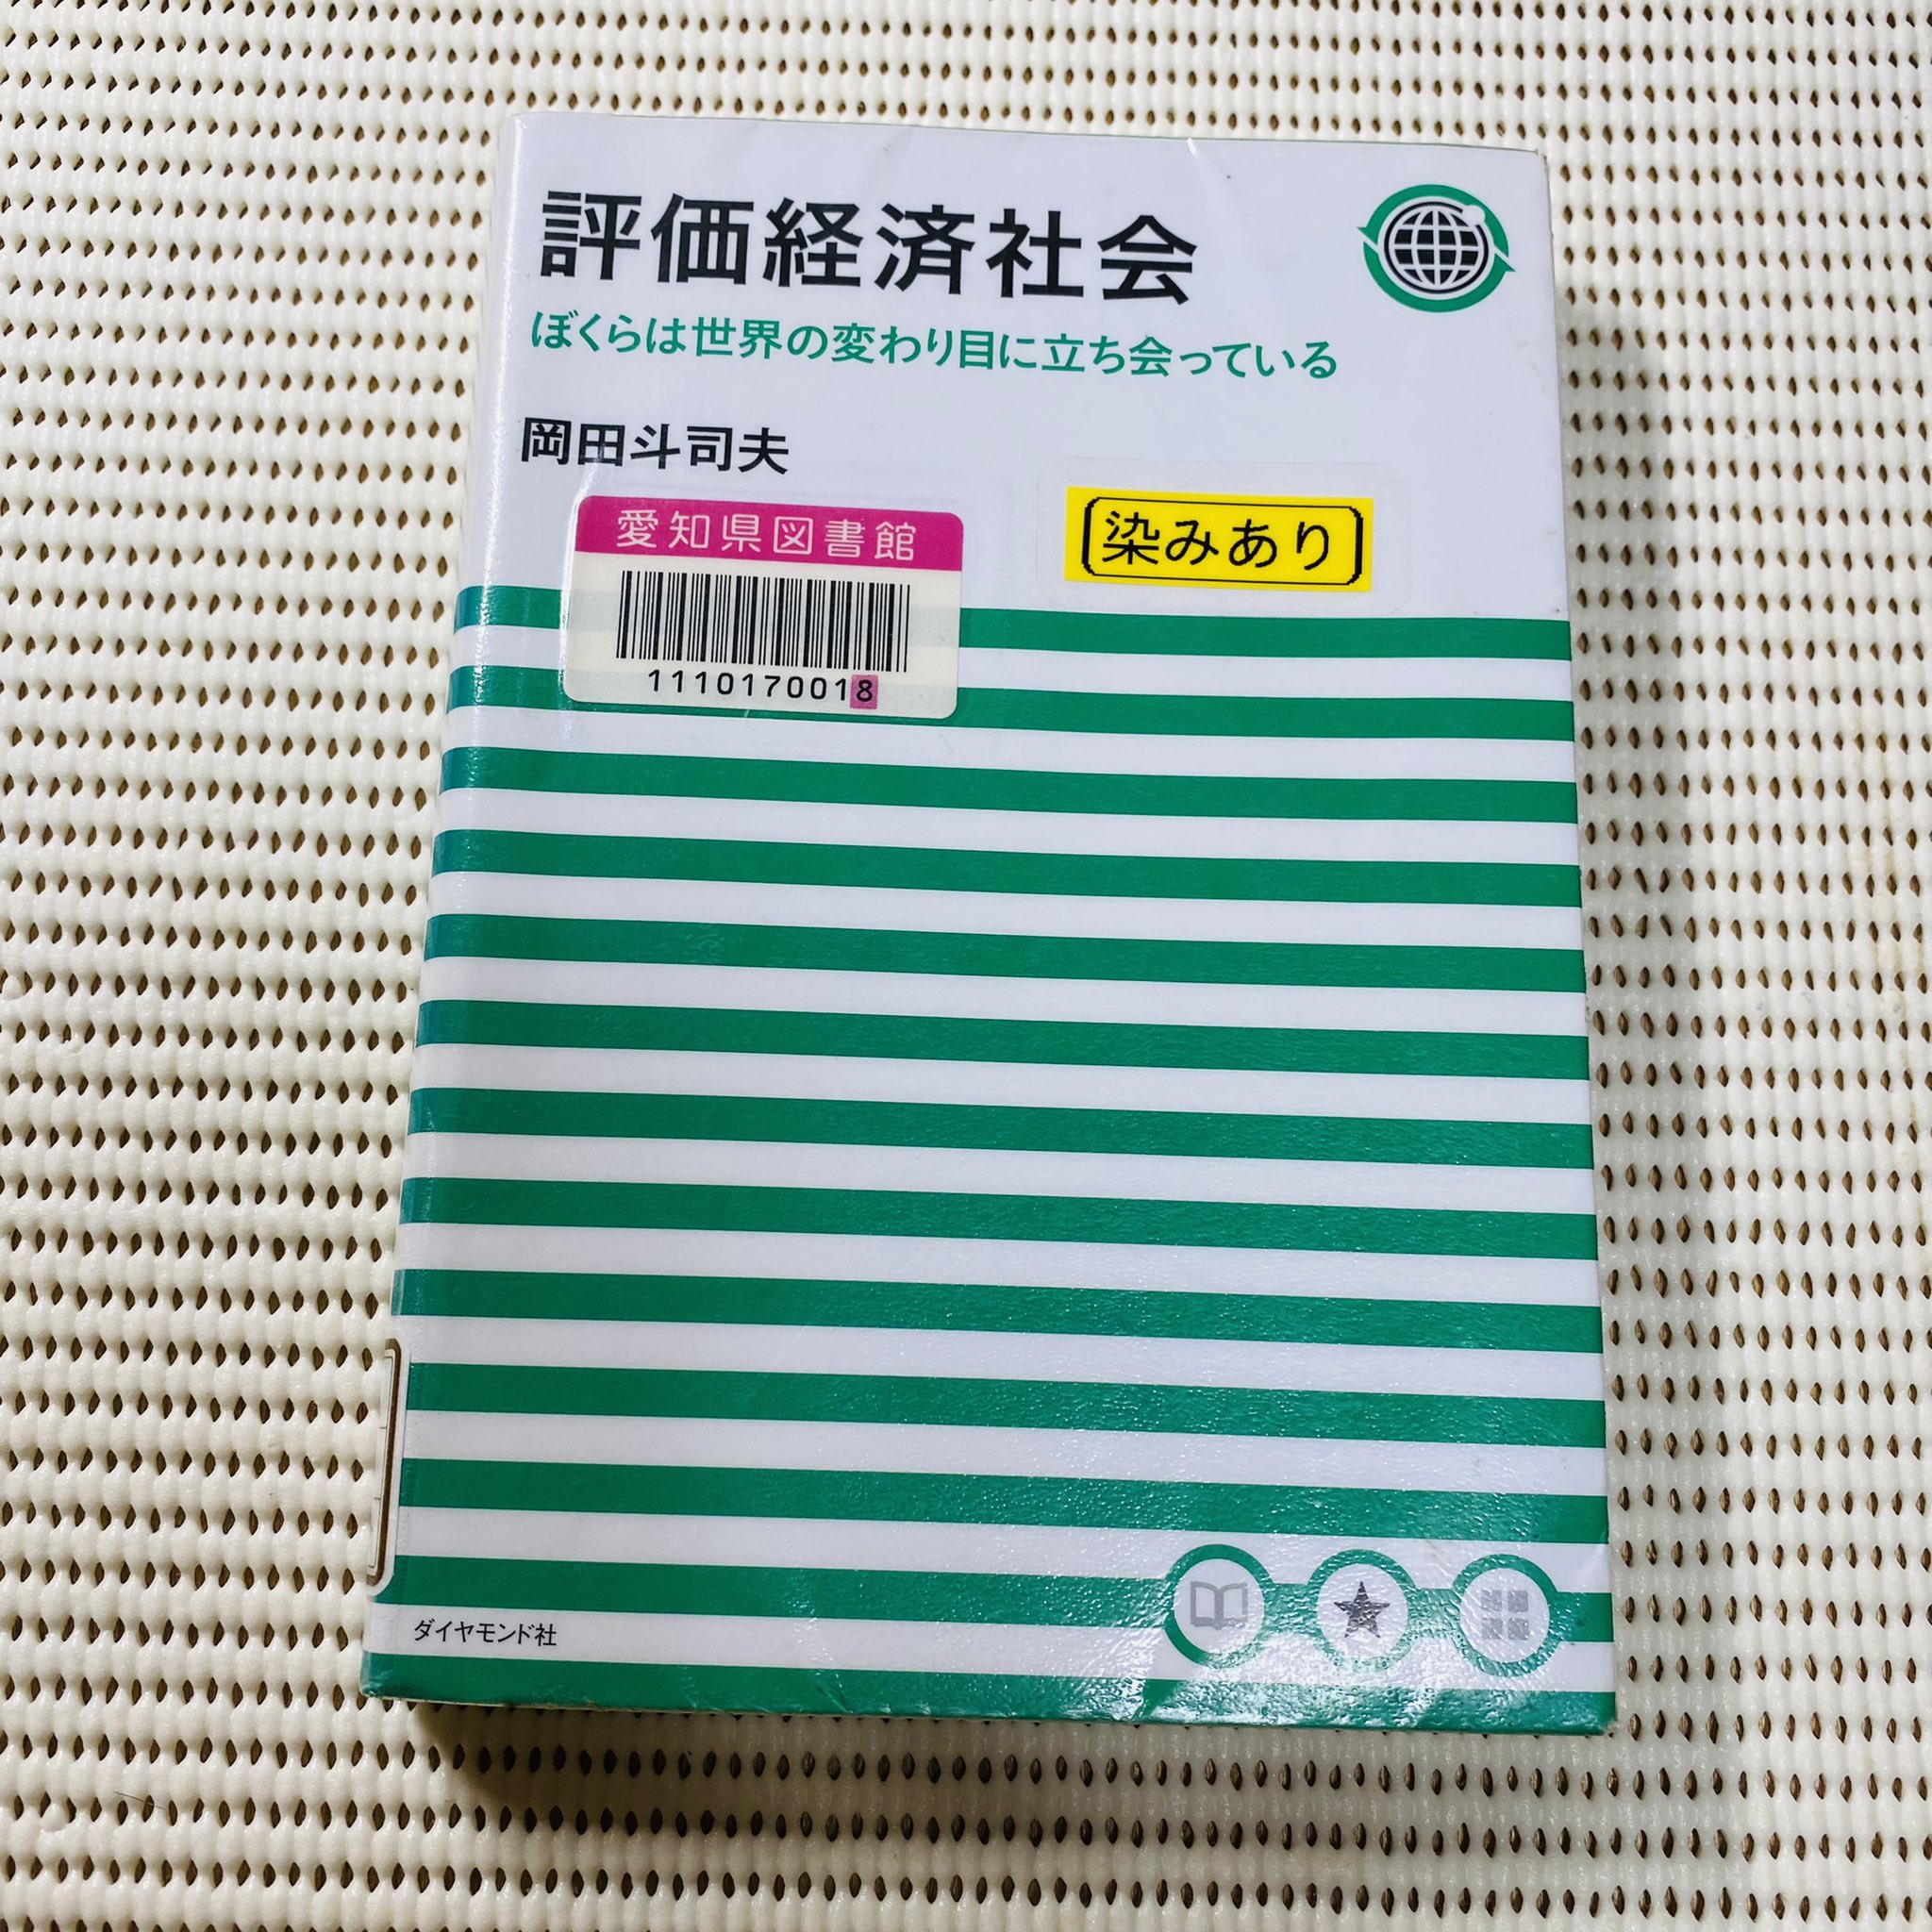 評価経済社会
ぼくらは世界の変わり目に立ち会っている
岡田斗司夫
愛知県図書館
染みあり
1110170018
ダイヤモンド社